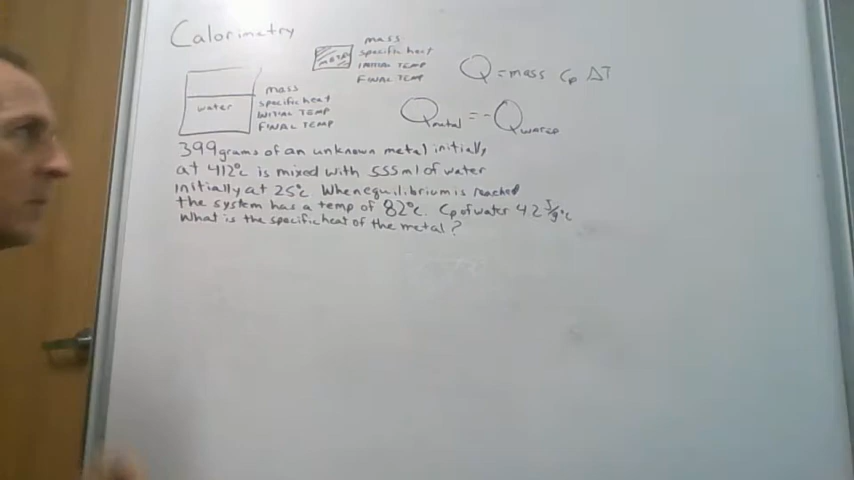 Calorimetry
METAL
mass
specific heat
INITIAL TEMP
FINAL TEMP
Q = mass Cp ΔT
water
mass
specific heat
INITIAL TEMP
FINAL TEMP
Q metal = - Q WATER
399 grams of an unknown metal initially
at 412°C is mixed with 555 ml of water
initially at 25°C. When equilibrium is reached
the system has a temp of 82°C. Cp of water 4.2 J/g°C
What is the specific heat of the metal?